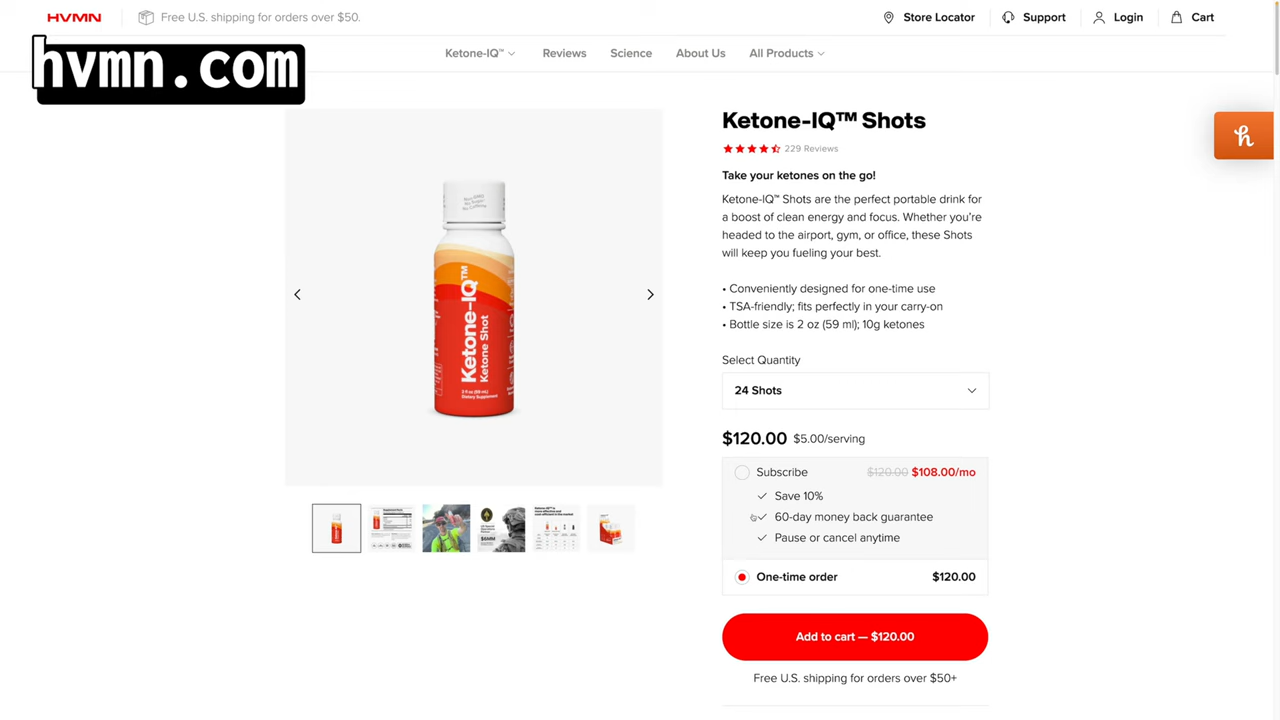 HVMN
Free U.S. shipping for orders over $50.
Store Locator
Support
Login
Cart
hvmn.com
Ketone-IQ™
Reviews
Science
About Us
All Products
Ketone-IQ™ Shots
229 Reviews
Take your ketones on the go!
Ketone-IQ™ Shots are the perfect portable drink for
a boost of clean energy and focus. Whether you're
headed to the airport, gym, or office, these Shots
will keep you fueling your best.
• Conveniently designed for one-time use
• TSA-friendly; fits perfectly in your carry-on
• Bottle size is 2 oz (59 ml); 10g ketones
Select Quantity
24 Shots
$120.00 $5.00/serving
Subscribe $120.00 $108.00/mo
Save 10%
60-day money back guarantee
Pause or cancel anytime
One-time order $120.00
Add to cart — $120.00
Free U.S. shipping for orders over $50+
Ketone-IQ™
Ketone Shot
h